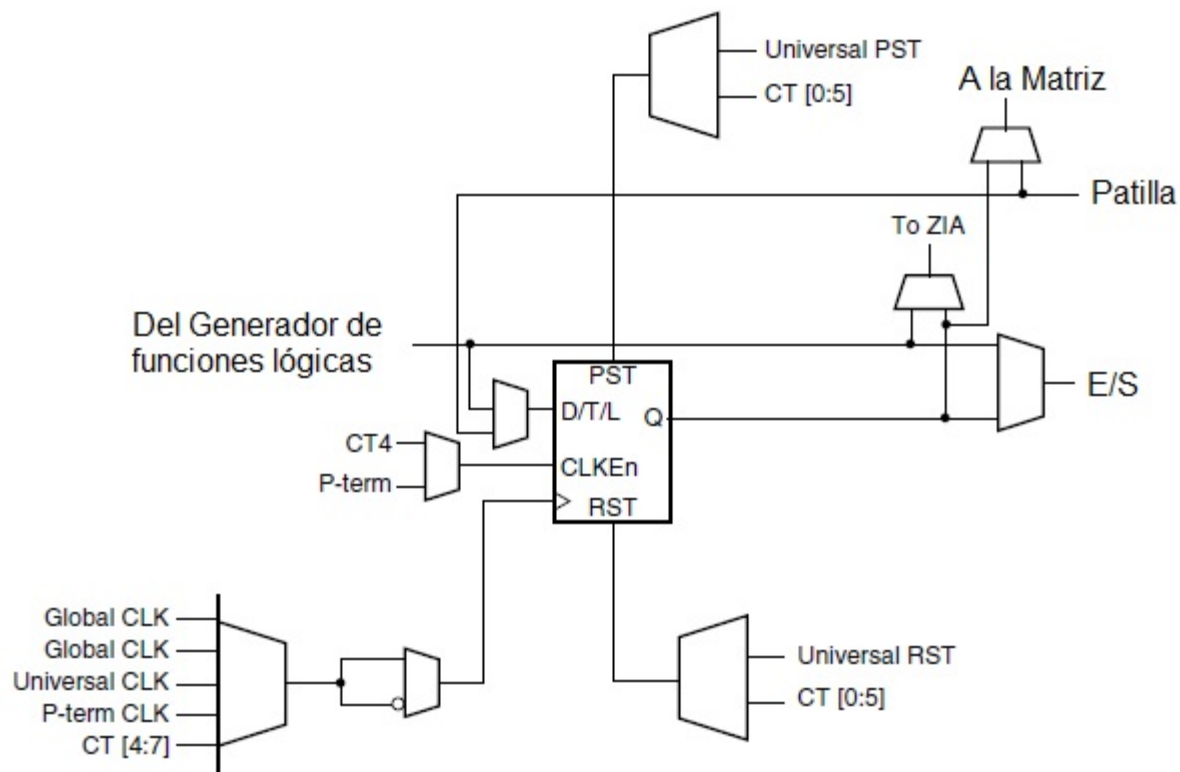 Universal PST
CT [0:5]
A la Matriz
Patilla
To ZIA
Del Generador de
funciones lógicas
PST
D/T/L
Q
E/S
CT4
CLKEn
P-term
RST
Global CLK
Global CLK
Universal CLK
P-term CLK
CT [4:7]
Universal RST
CT [0:5]